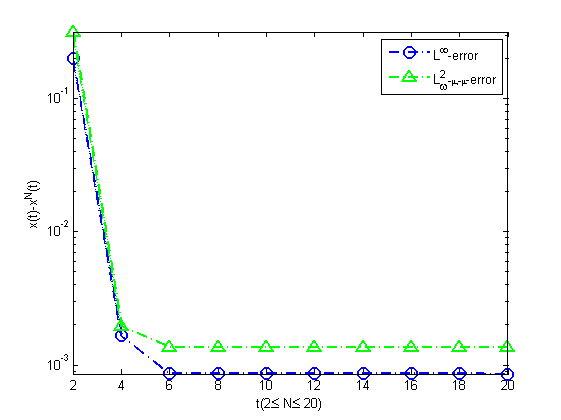 L∞-error
L²ω-μ,-μ-error
10⁻¹
10⁻²
10⁻³
x(t)-xᴺ(t)
2 4 6 8 10 12 14 16 18 20
t(2≤ N≤ 20)